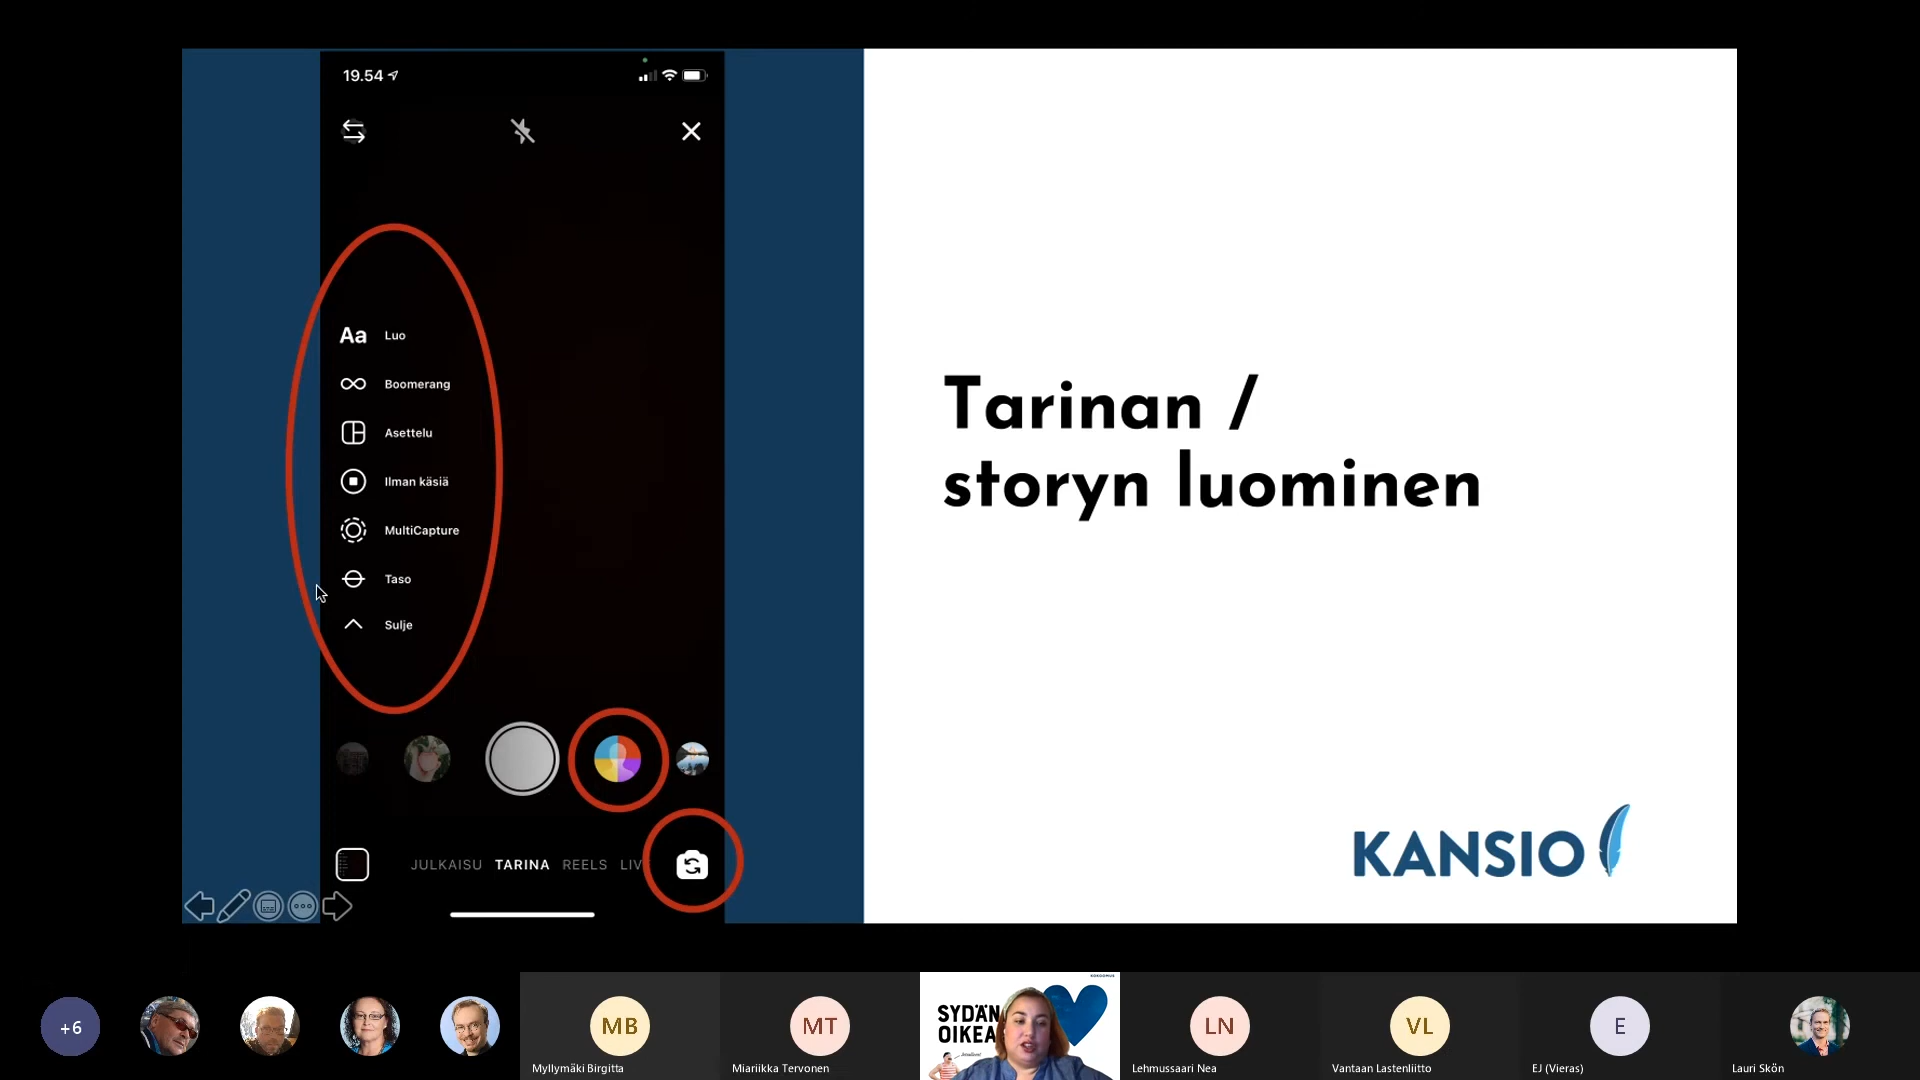 19.54
Aa Luo
Boomerang
Asettelu
Ilman käsiä
MultiCapture
Taso
Sulje
JULKAISU TARINA REELS LIV
Tarinan /
storyn luominen
KANSIO
+6
MB
Myllymäki Birgitta
MT
Miariikka Tervonen
KOKOOMUS
SYDÄN
OIKEA
LN
Lehmussaari Nea
VL
Vantaan Lastenliitto
E
EJ (Vieras)
Lauri Skön